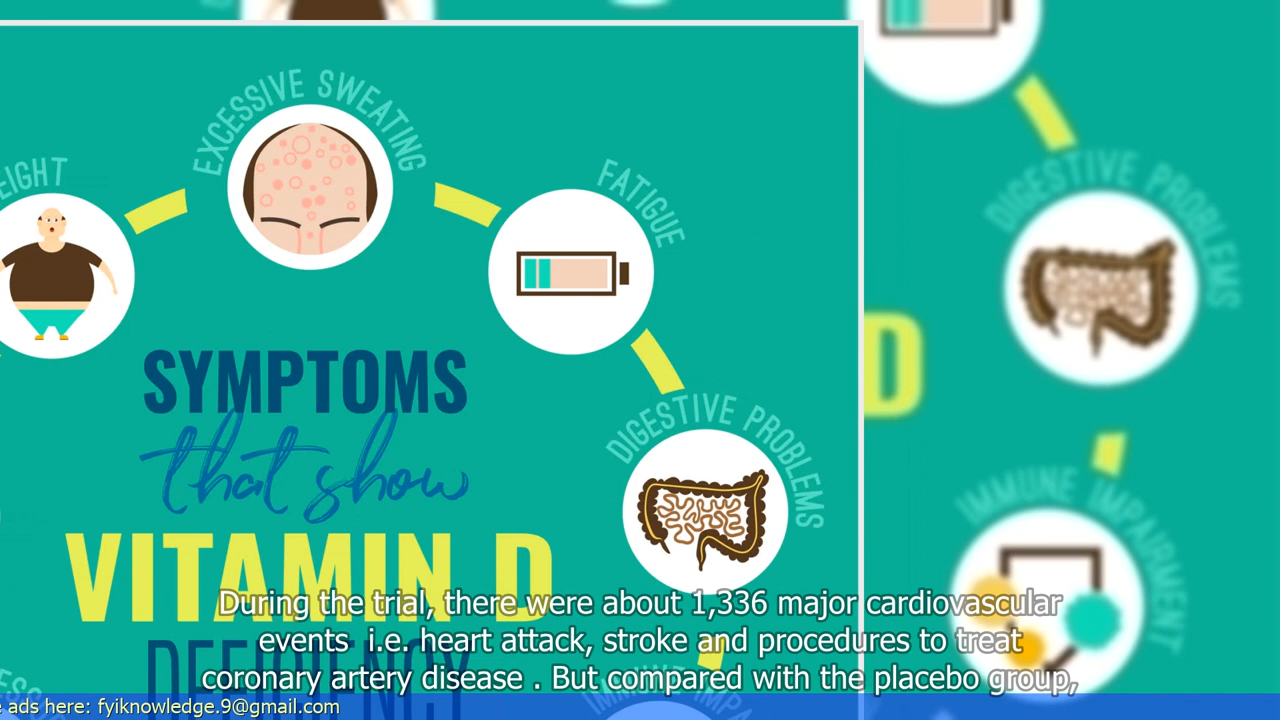 EXCESSIVE SWEATING
EIGHT
FATIGUE
DIGESTIVE PROBLEMS
SYMPTOMS
that show
VITAMIN D
DEFICIENCY
DIGESTIVE PROBLEMS
D
IMMUNE IMPAIRMENT
During the trial, there were about 1,336 major cardiovascular
events i.e. heart attack, stroke and procedures to treat
coronary artery disease . But compared with the placebo group,
ads here: fyiknowledge.9@gmail.com